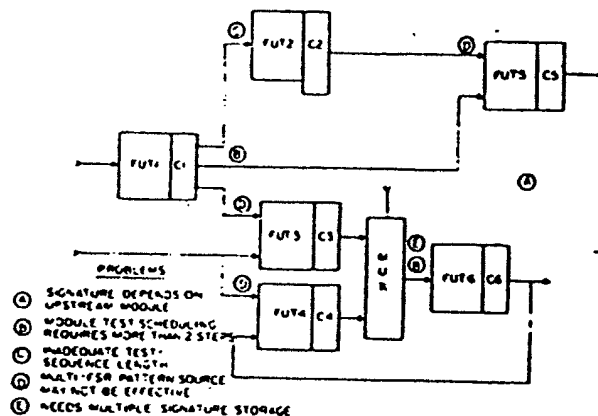 C
FUT2 C2
D
FUT5 C5
FUT1 C1
B
A
D
FUT3 C3
MUX
E
B
FUT6 C6
D
FUT4 C4
PROBLEMS
A SIGNATURE DEPENDS ON
UPSTREAM MODULE
B MODULE TEST SCHEDULING
REQUIRES MORE THAN 2 STEPS
C INADEQUATE TEST-
SEQUENCE LENGTH
D MULTI-FSR PATTERN SOURCE
MAY NOT BE EFFECTIVE
E NEEDS MULTIPLE SIGNATURE STORAGE